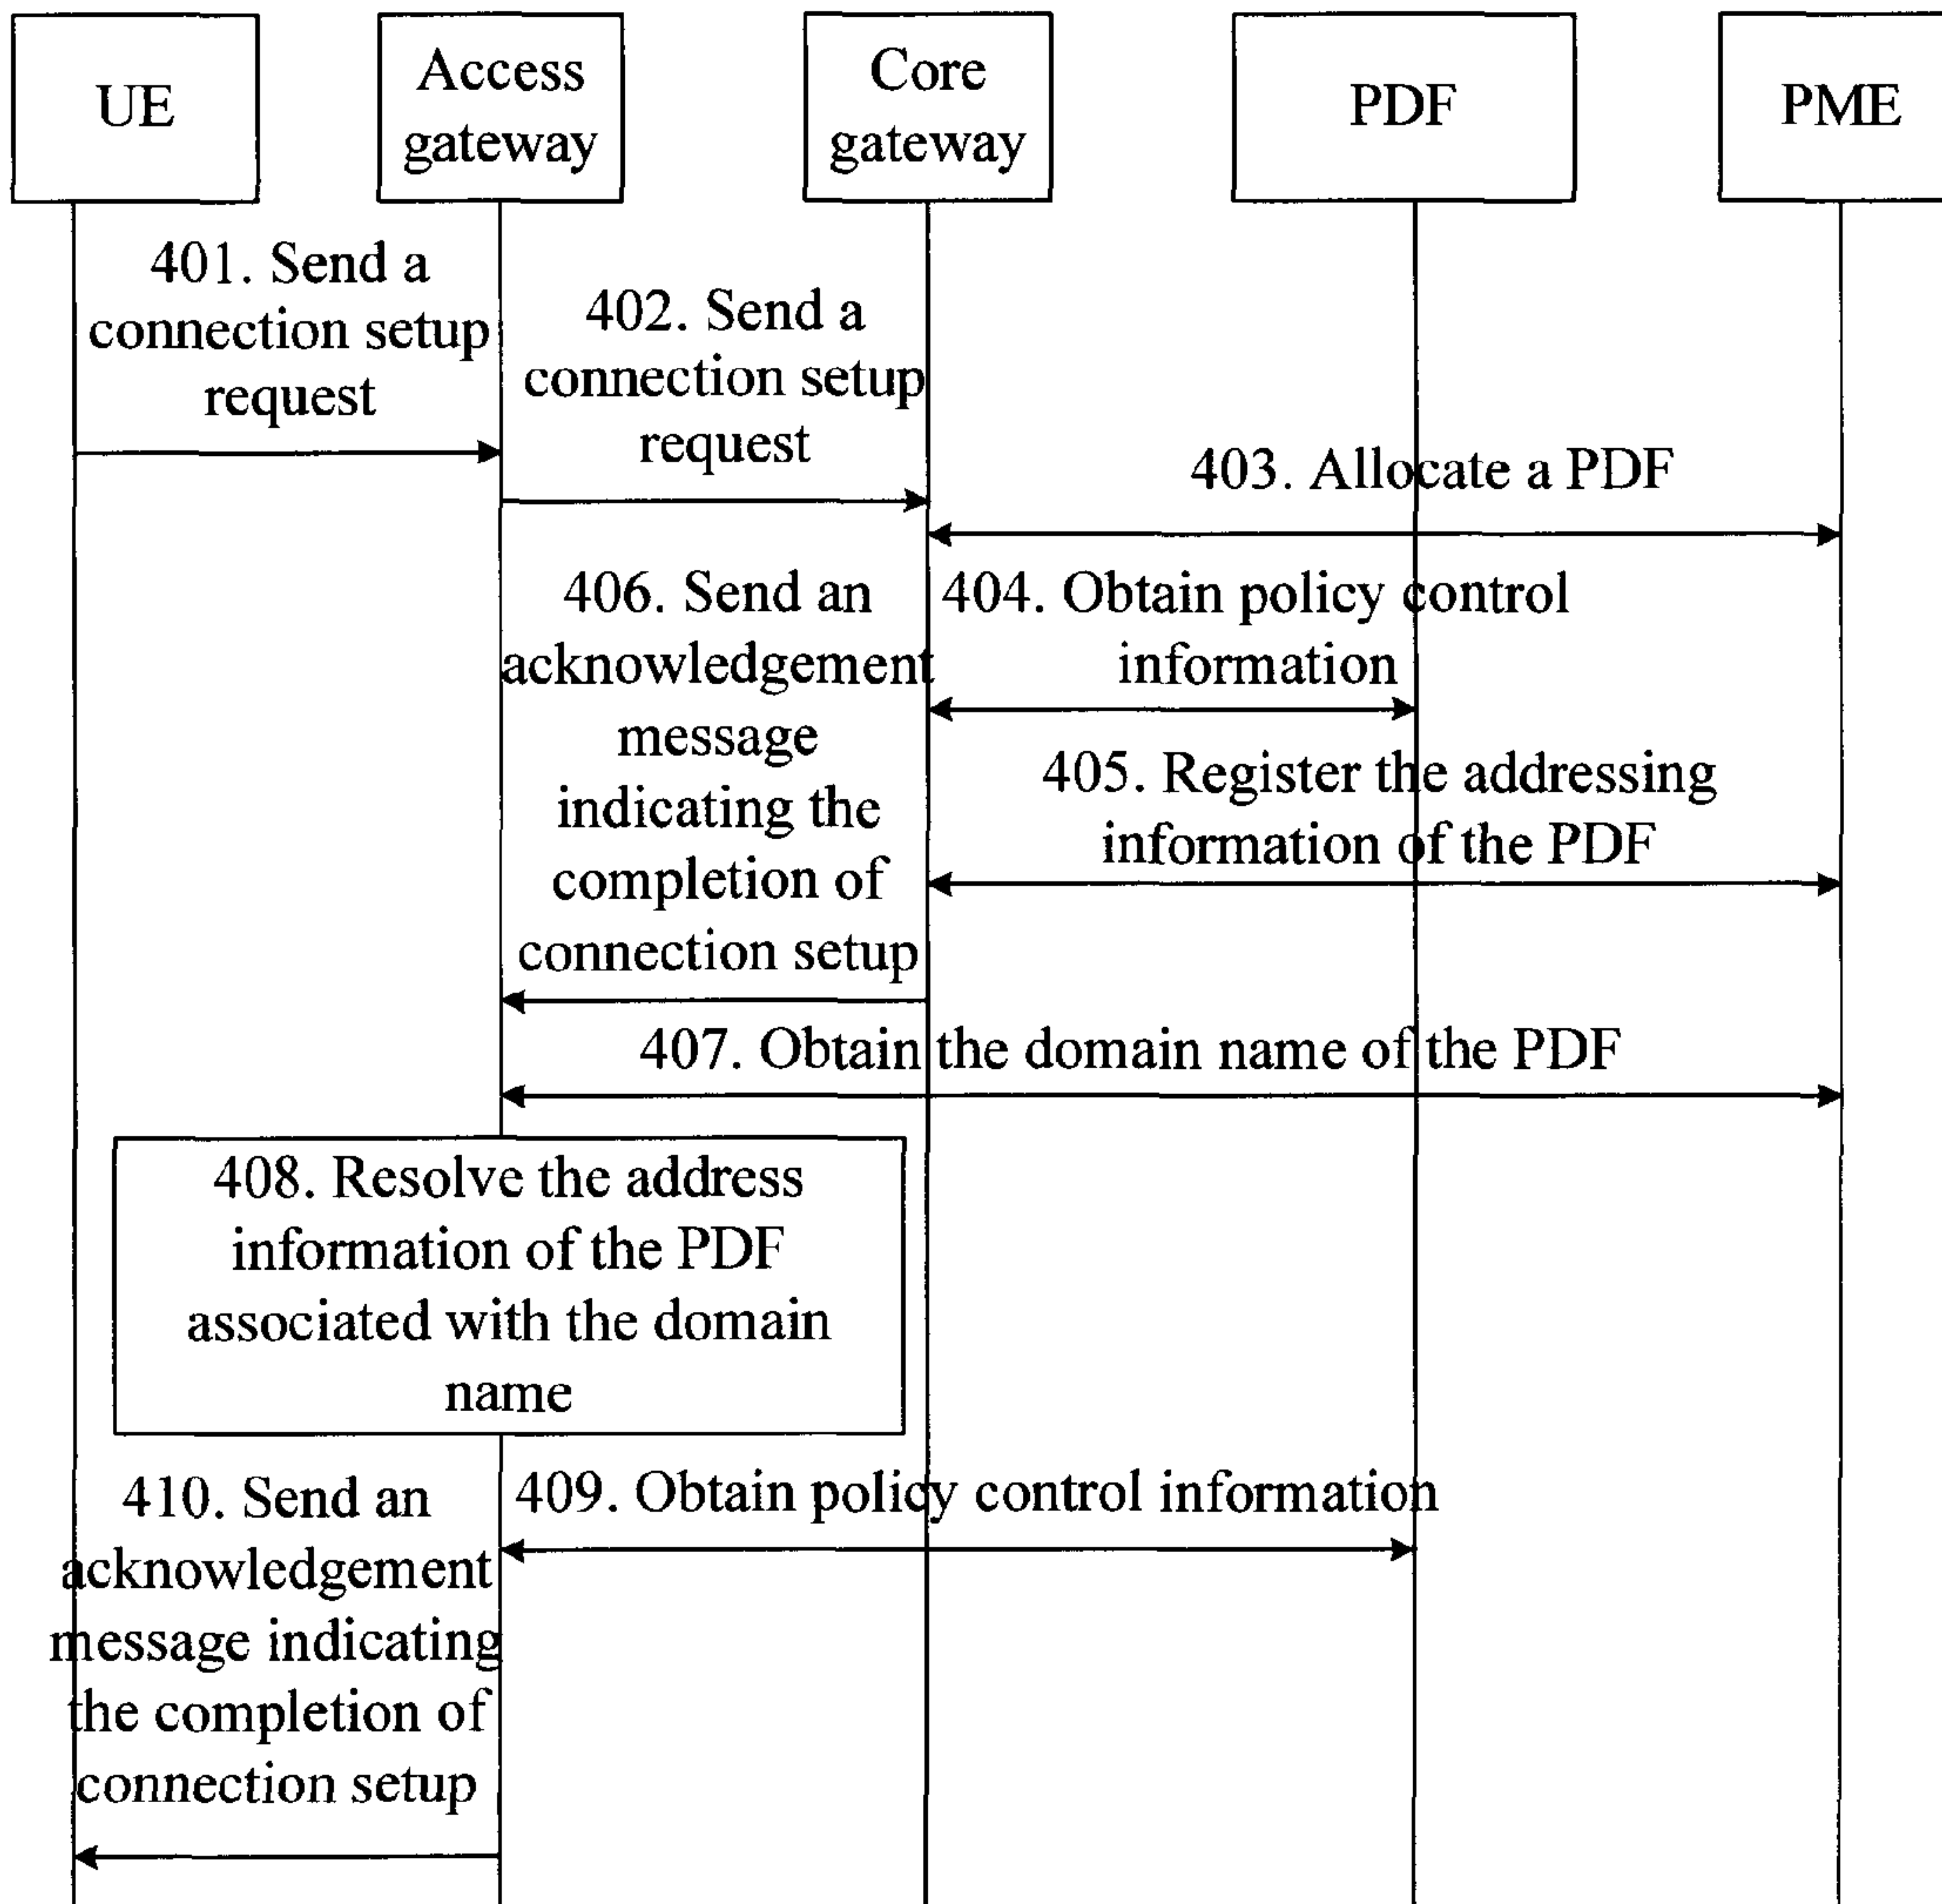 UE
Access
gateway
Core
gateway
PDF
PME
401. Send a
connection setup
request
402. Send a
connection setup
request
403. Allocate a PDF
404. Obtain policy control
information
405. Register the addressing
information of the PDF
406. Send an
acknowledgement
message
indicating the
completion of
connection setup
407. Obtain the domain name of the PDF
408. Resolve the address
information of the PDF
associated with the domain
name
409. Obtain policy control information
410. Send an
acknowledgement
message indicating
the completion of
connection setup